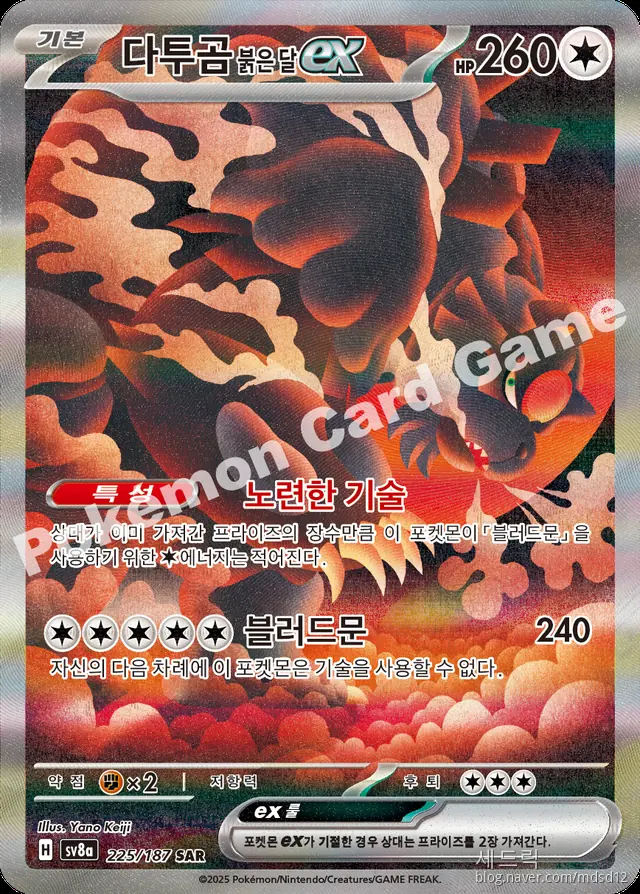 기본 다투곰 붉은 달 ex HP 260
Pokémon Card Game
특성 노련한 기술
상대가 이미 가져간 프라이즈의 장수만큼 이 포켓몬이 「블러드문」을
사용하기 위한 에너지는 적어진다.
블러드문 240
자신의 다음 차례에 이 포켓몬은 기술을 사용할 수 없다.
약점 ×2 저항력 후퇴
ex 룰
포켓몬 ex가 기절한 경우 상대는 프라이즈를 2장 가져간다.
Illus. Yano Keiji
H sv8a 225/187 SAR
세드릭
blog.naver.com/mdsd12
©2025 Pokémon/Nintendo/Creatures/GAME FREAK.